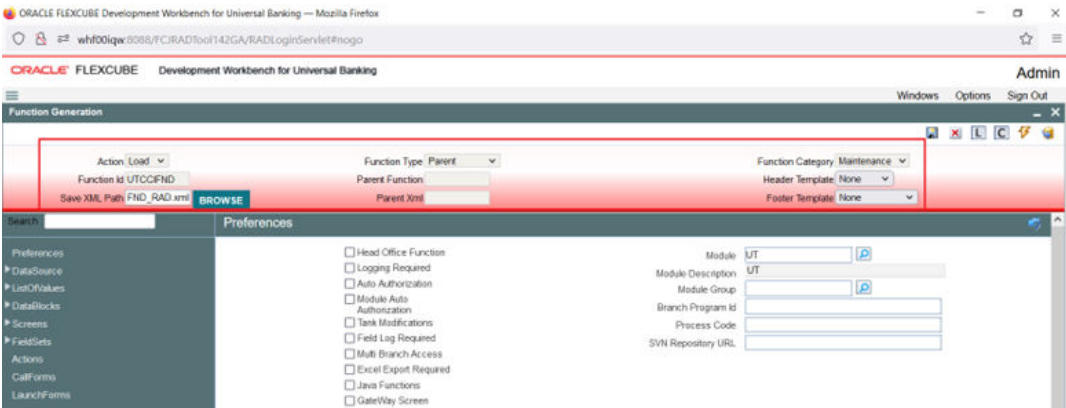 ORACLE FLEXCUBE Development Workbench for Universal Banking — Mozilla Firefox
whf00iqw:8088/FCJRADTool142GA/RADLoginServlet#nogo
ORACLE FLEXCUBE Development Workbench for Universal Banking Admin
Windows Options Sign Out
Function Generation
L C
Action Load Function Type Parent Function Category Maintenance
Function Id UTCCIFND Parent Function Header Template None
Save XML Path FND_RAD.xml BROWSE Parent Xml Footer Template None
Search Preferences
Preferences
DataSource
ListOfValues
DataBlocks
Screens
FieldSets
Actions
CallForms
LaunchForms
Head Office Function
Logging Required
Auto Authorization
Module Auto
Authorization
Tank Modifications
Field Log Required
Multi Branch Access
Excel Export Required
Java Functions
GateWay Screen
Module UT
Module Description UT
Module Group
Branch Program Id
Process Code
SVN Repository URL